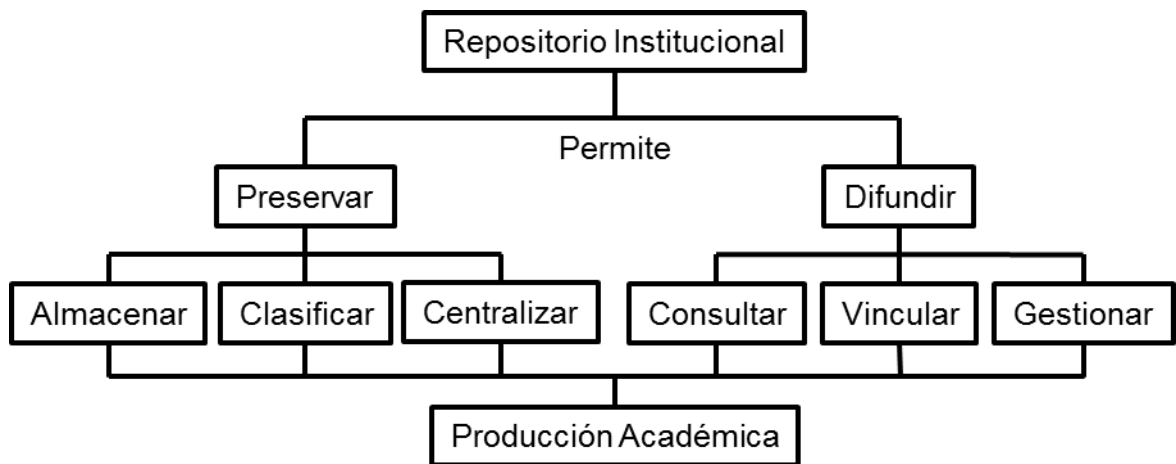 Repositorio Institucional
Permite
Preservar
Difundir
Almacenar
Clasificar
Centralizar
Consultar
Vincular
Gestionar
Producción Académica